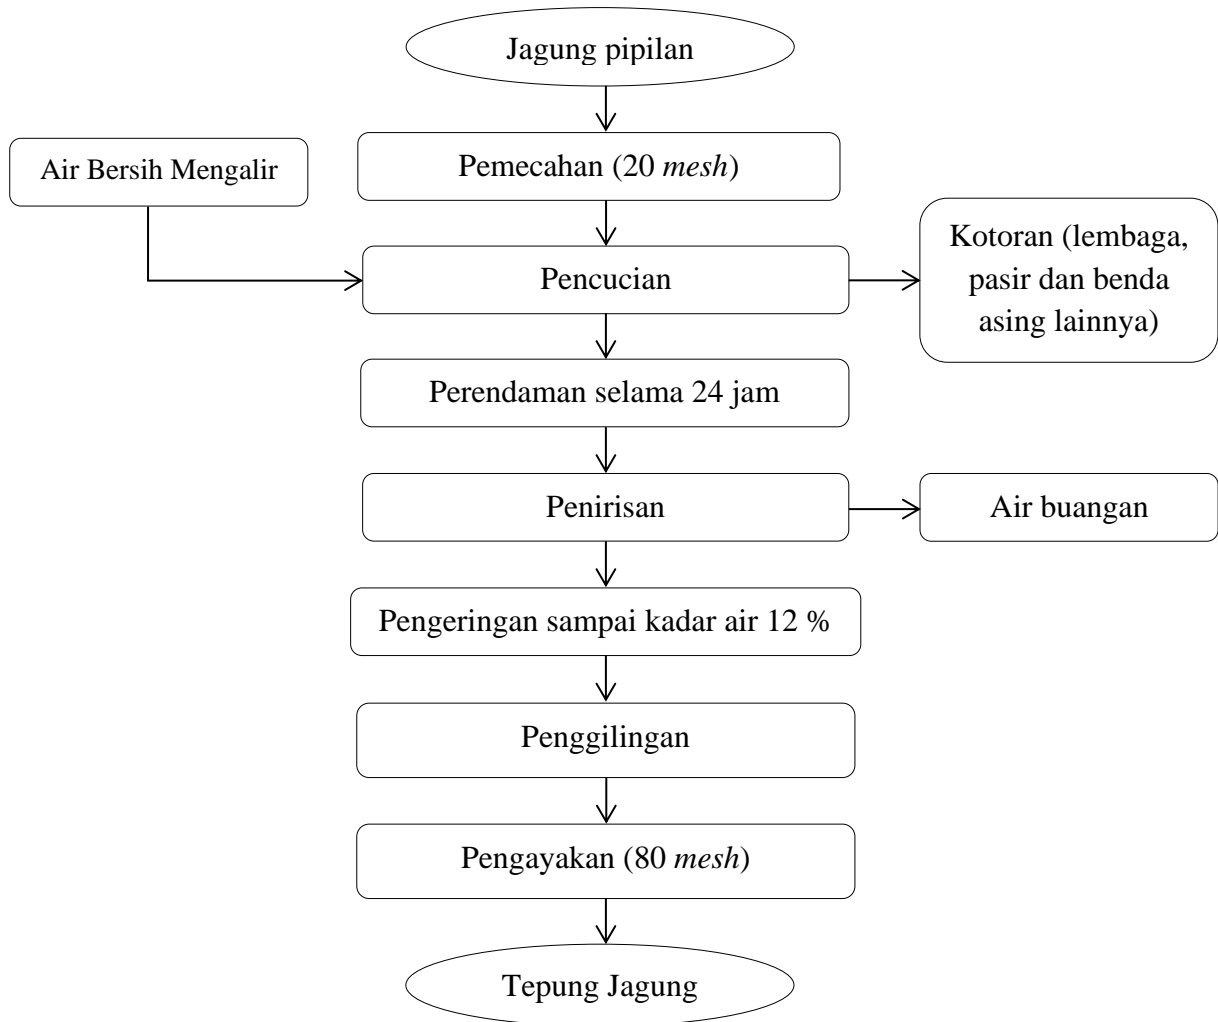 Jagung pipilan
Air Bersih Mengalir
Pemecahan (20 mesh)
Pencucian
Kotoran (lembaga,
pasir dan benda
asing lainnya)
Perendaman selama 24 jam
Penirisan
Air buangan
Pengeringan sampai kadar air 12 %
Penggilingan
Pengayakan (80 mesh)
Tepung Jagung